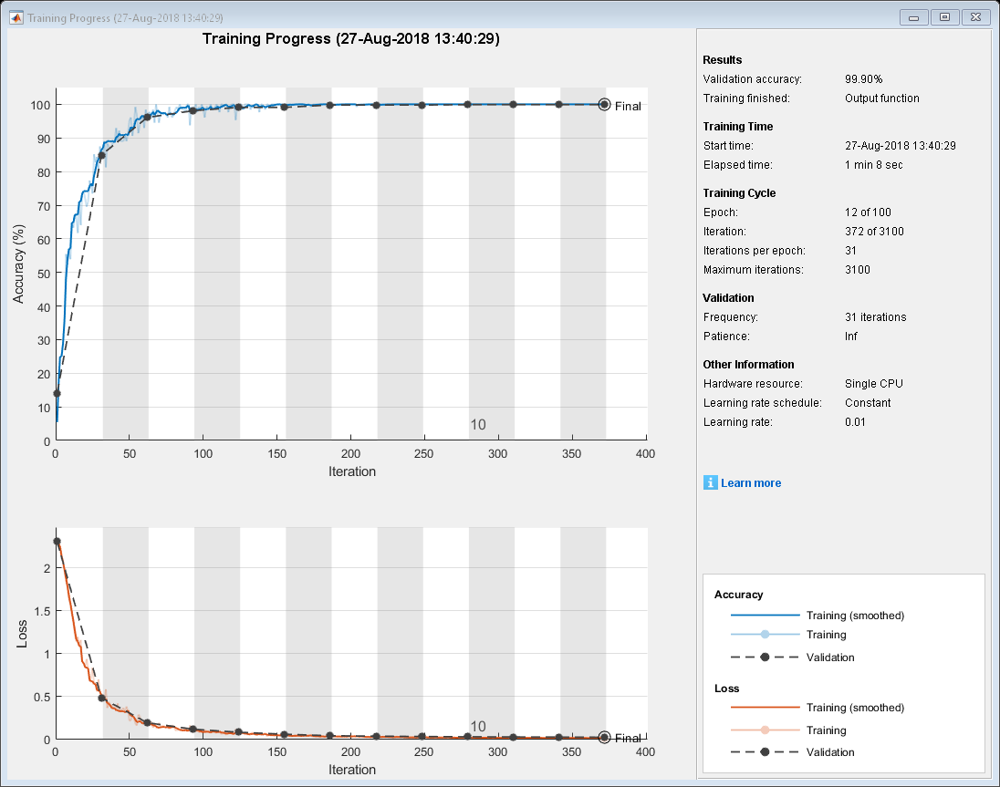 Training Progress (27-Aug-2018 13:40:29)
Training Progress (27-Aug-2018 13:40:29)
100
90
80
70
60
50
40
30
20
10
0
Accuracy (%)
Final
10
0 50 100 150 200 250 300 350 400
Iteration
2
1.5
1
0.5
0
Loss
10
Final
0 50 100 150 200 250 300 350 400
Iteration
Results
Validation accuracy: 99.90%
Training finished: Output function
Training Time
Start time: 27-Aug-2018 13:40:29
Elapsed time: 1 min 8 sec
Training Cycle
Epoch: 12 of 100
Iteration: 372 of 3100
Iterations per epoch: 31
Maximum iterations: 3100
Validation
Frequency: 31 iterations
Patience: Inf
Other Information
Hardware resource: Single CPU
Learning rate schedule: Constant
Learning rate: 0.01
i Learn more
Accuracy
Training (smoothed)
Training
Validation
Loss
Training (smoothed)
Training
Validation